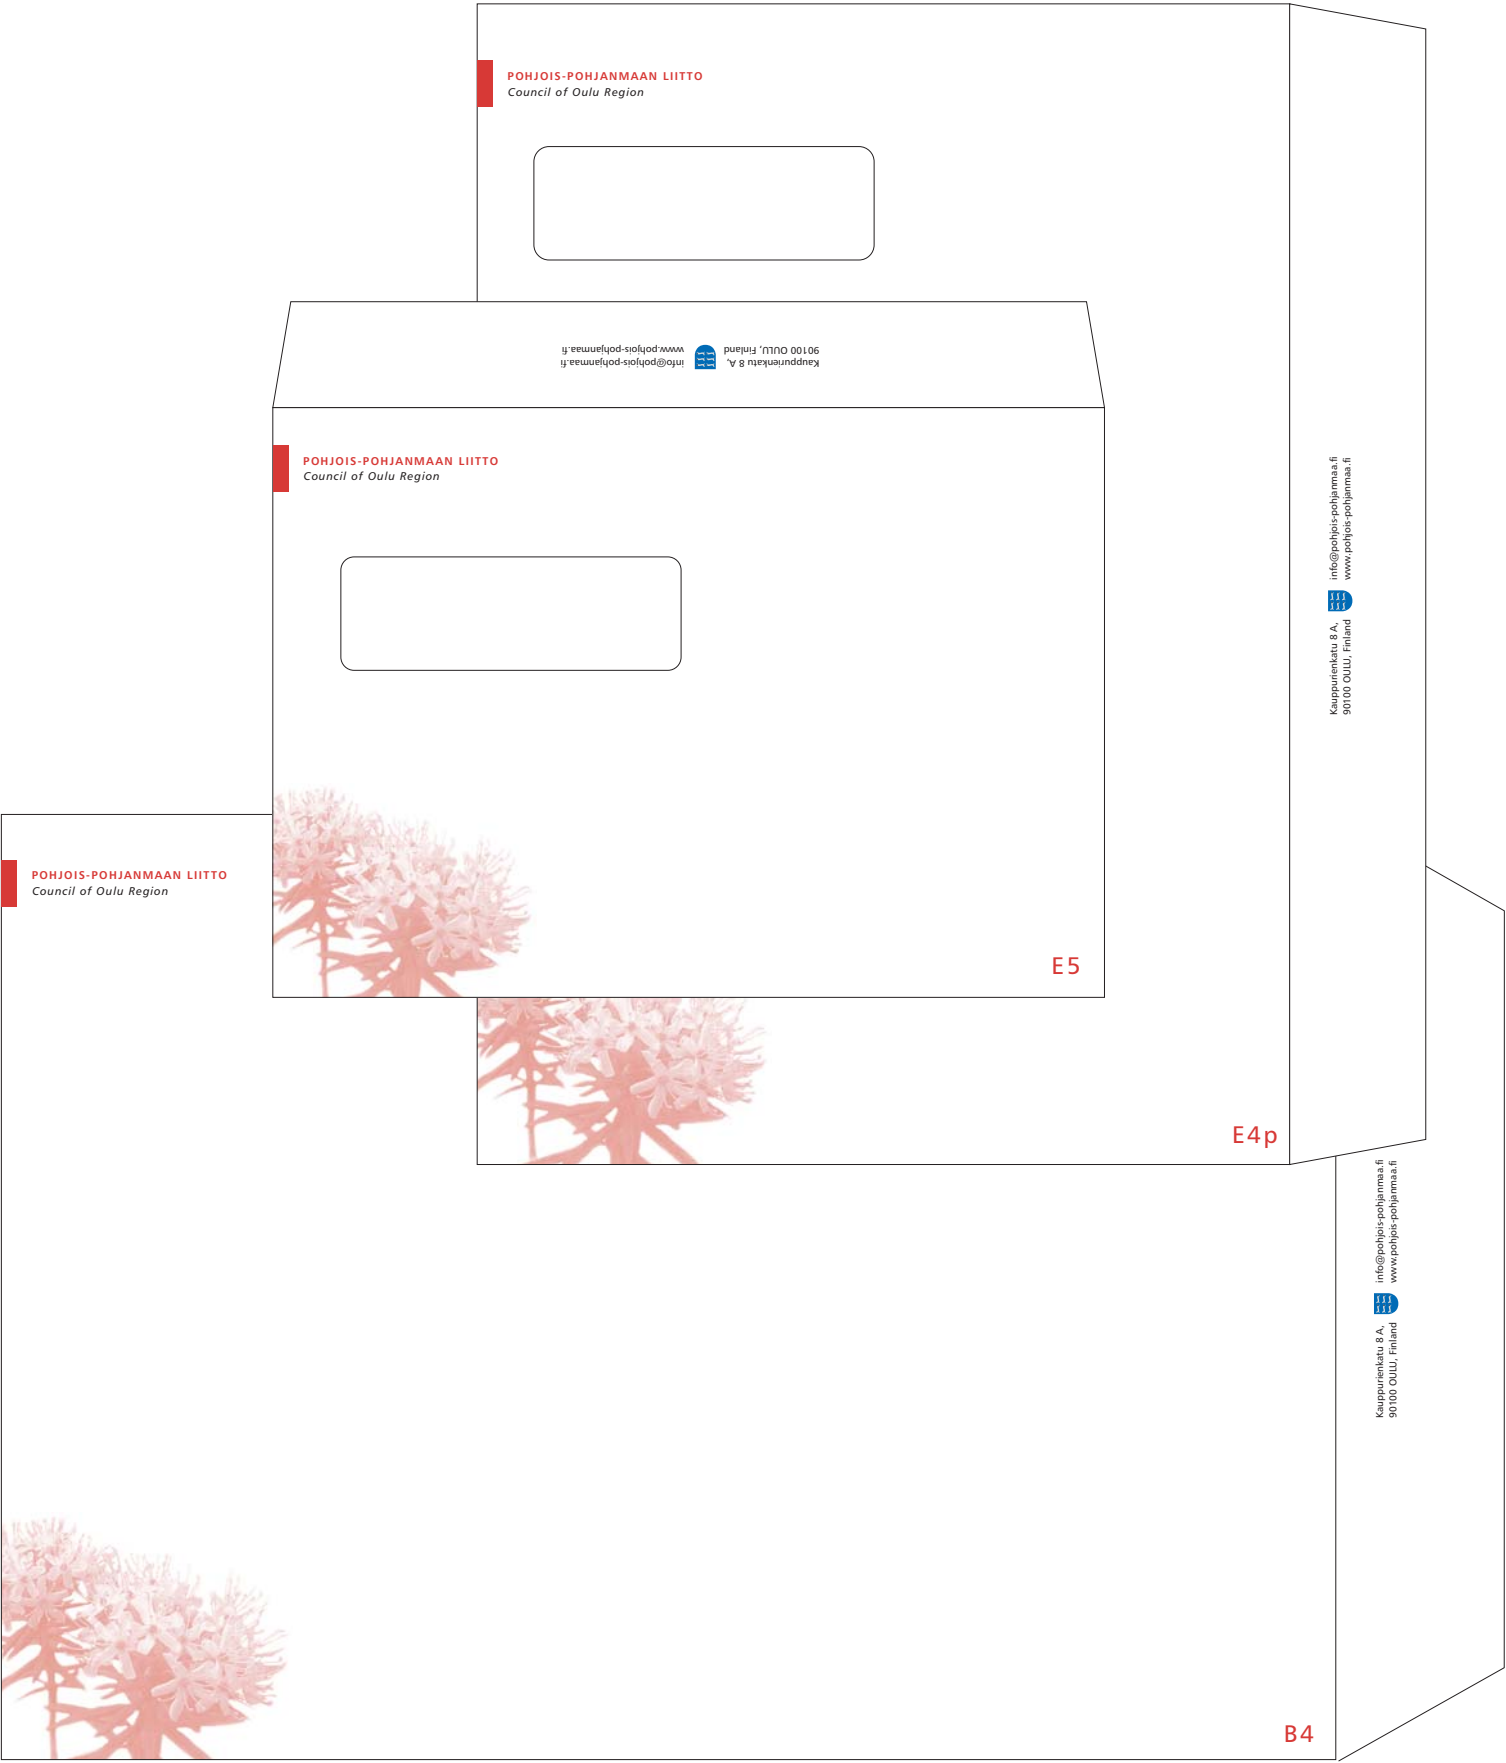 POHJOIS-POHJANMAAN LIITTO
Council of Oulu Region
Kauppurienkatu 8 A,
90100 OULU, Finland
info@pohjois-pohjanmaa.fi
www.pohjois-pohjanmaa.fi
POHJOIS-POHJANMAAN LIITTO
Council of Oulu Region
E5
Kauppurienkatu 8 A,
90100 OULU, Finland
info@pohjois-pohjanmaa.fi
www.pohjois-pohjanmaa.fi
E4p
POHJOIS-POHJANMAAN LIITTO
Council of Oulu Region
Kauppurienkatu 8 A,
90100 OULU, Finland
info@pohjois-pohjanmaa.fi
www.pohjois-pohjanmaa.fi
B4